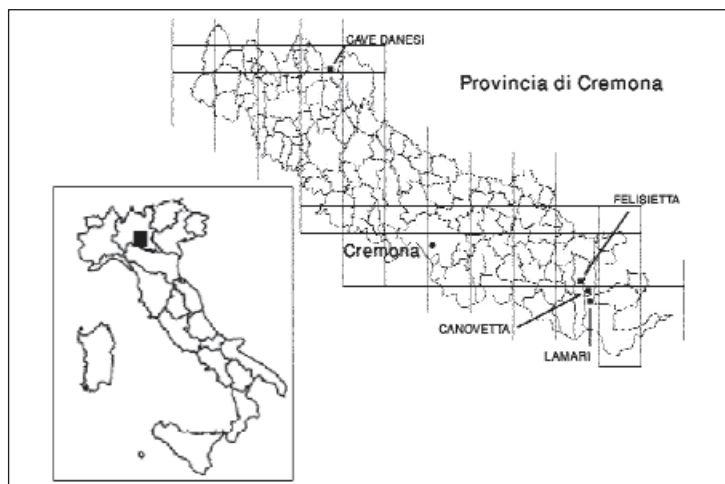 CAVE DANESI
Provincia di Cremona
FELISIETTA
Cremona
CANOVETTA
LAMARI